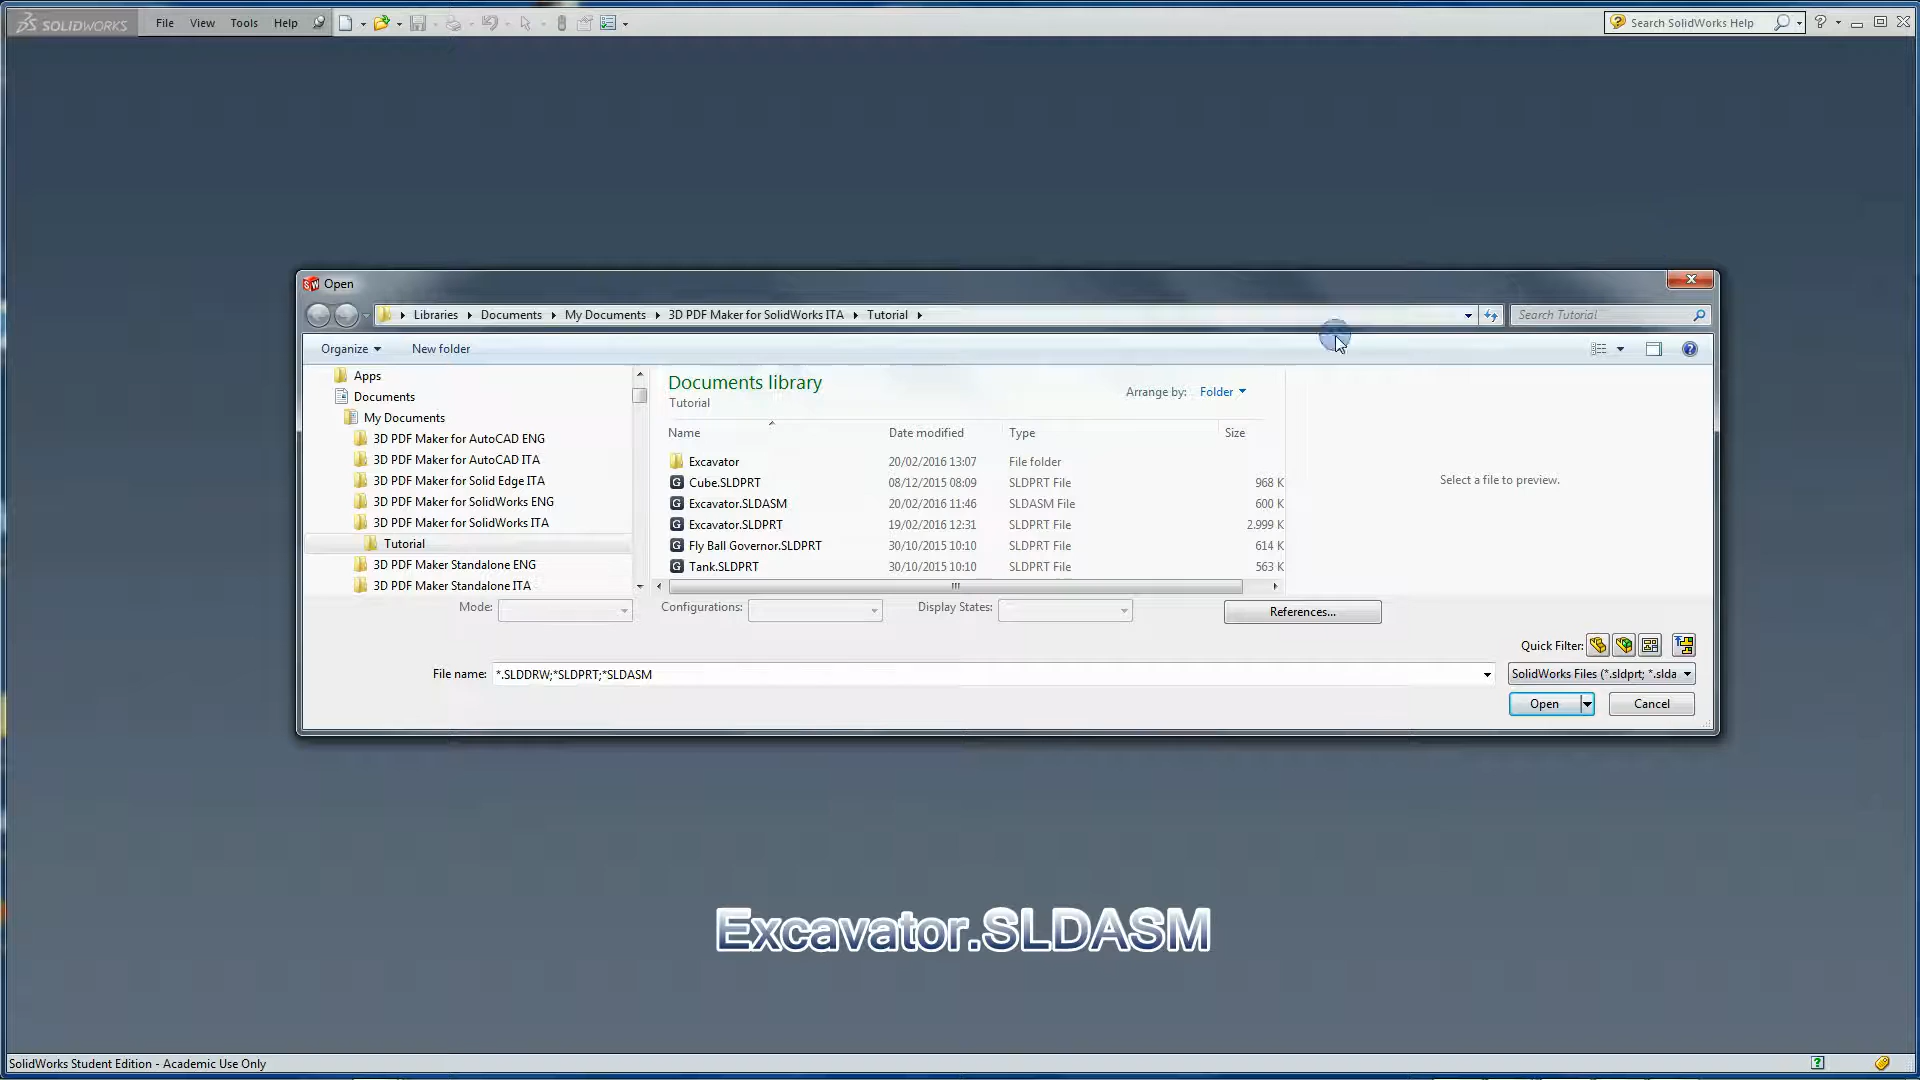 SOLIDWORKS File View Tools Help Search SolidWorks Help
Open
Libraries Documents My Documents 3D PDF Maker for SolidWorks ITA Tutorial Search Tutorial
Organize New folder
Apps
Documents
My Documents
3D PDF Maker for AutoCAD ENG
3D PDF Maker for AutoCAD ITA
3D PDF Maker for Solid Edge ITA
3D PDF Maker for SolidWorks ENG
3D PDF Maker for SolidWorks ITA
Tutorial
3D PDF Maker Standalone ENG
3D PDF Maker Standalone ITA
Documents library
Tutorial
Arrange by: Folder
Name Date modified Type Size
Excavator 20/02/2016 13:07 File folder
Cube.SLDPRT 08/12/2015 08:09 SLDPRT File 968 K
Excavator.SLDASM 20/02/2016 11:46 SLDASM File 600 K
Excavator.SLDPRT 19/02/2016 12:31 SLDPRT File 2.999 K
Fly Ball Governor.SLDPRT 30/10/2015 10:10 SLDPRT File 614 K
Tank.SLDPRT 30/10/2015 10:10 SLDPRT File 563 K
Select a file to preview.
Mode: Configurations: Display States: References...
Quick Filter:
File name: *.SLDDRW;*SLDPRT;*SLDASM SolidWorks Files (*.sldprt; *.slda
Open Cancel
Excavator.SLDASM
SolidWorks Student Edition - Academic Use Only